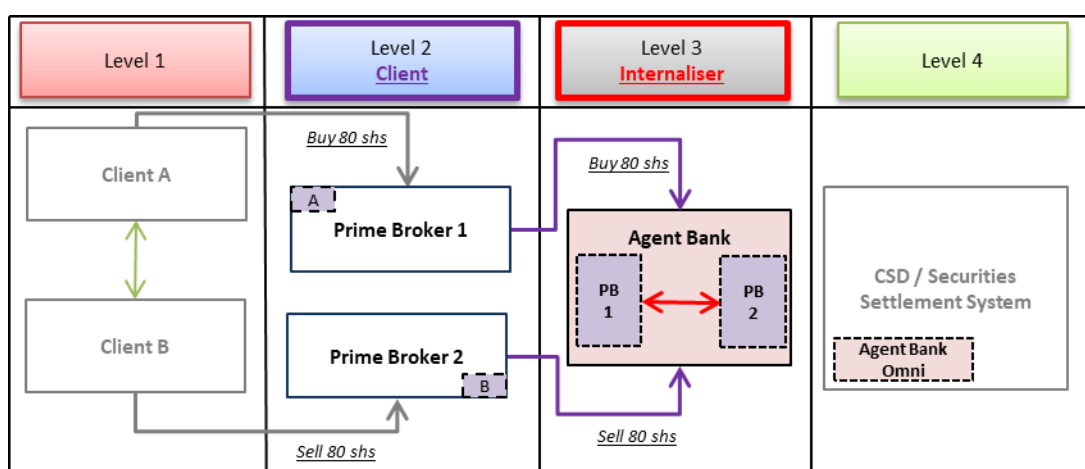 Level 1
Level 2
Client
Level 3
Internaliser
Level 4
Client A
Buy 80 shs
A
Prime Broker 1
Buy 80 shs
Agent Bank
PB
1
PB
2
CSD / Securities
Settlement System
Agent Bank
Omni
Client B
Prime Broker 2
B
Sell 80 shs
Sell 80 shs